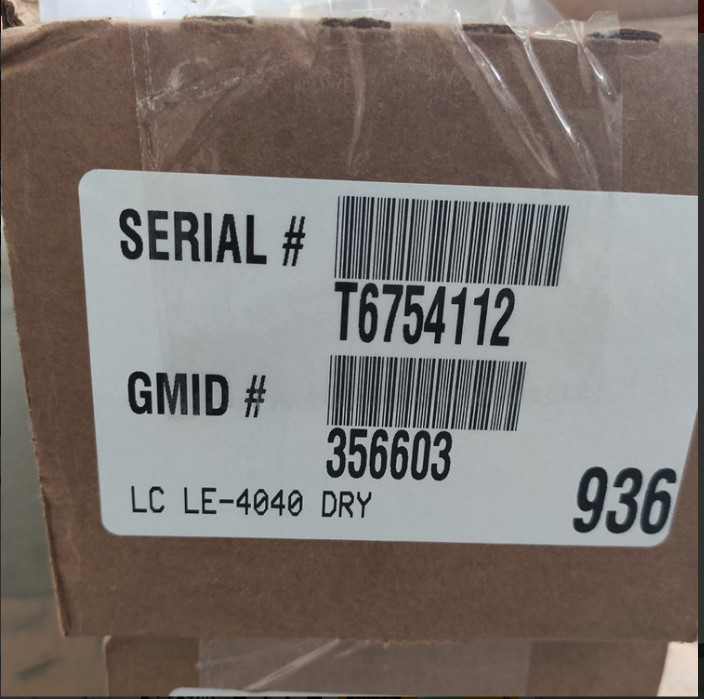 SERIAL #
T6754112
GMID #
356603
LC LE-4040 DRY
936